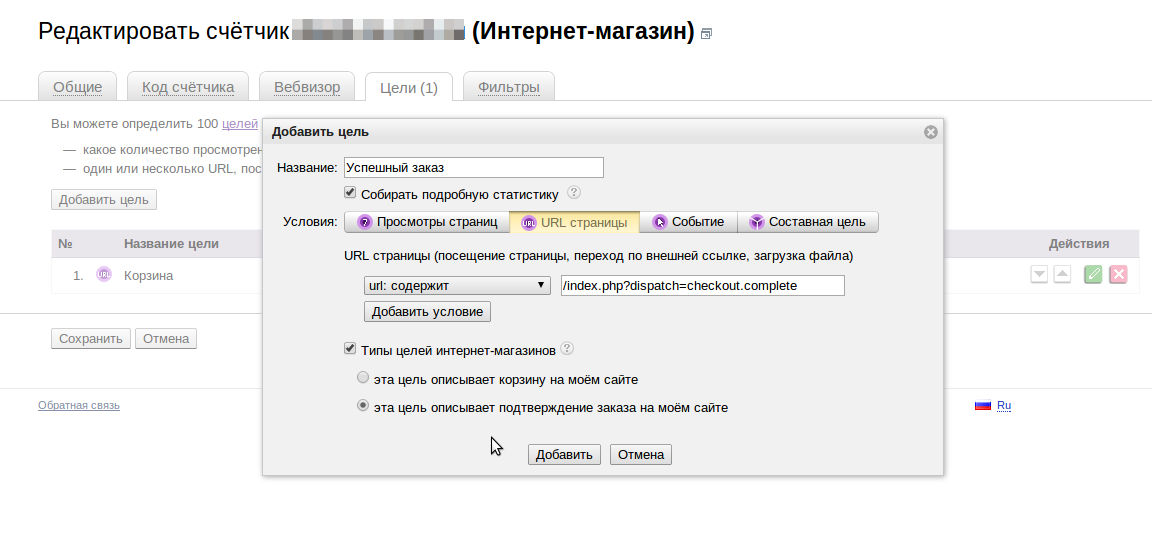 Редактировать счётчик (Интернет-магазин)
Общие Код счётчика Вебвизор Цели (1) Фильтры
Вы можете определить 100 целей
— какое количество просмотрен
— один или несколько URL, пос
Добавить цель
№ Название цели Действия
1. URL Корзина
Сохранить Отмена
Обратная связь Ru
Добавить цель
Название: Успешный заказ
Собирать подробную статистику ?
Условия: ? Просмотры страниц URL URL страницы Событие Составная цель
URL страницы (посещение страницы, переход по внешней ссылке, загрузка файла)
url: содержит /index.php?dispatch=checkout.complete
Добавить условие
Типы целей интернет-магазинов ?
эта цель описывает корзину на моём сайте
эта цель описывает подтверждение заказа на моём сайте
Добавить Отмена